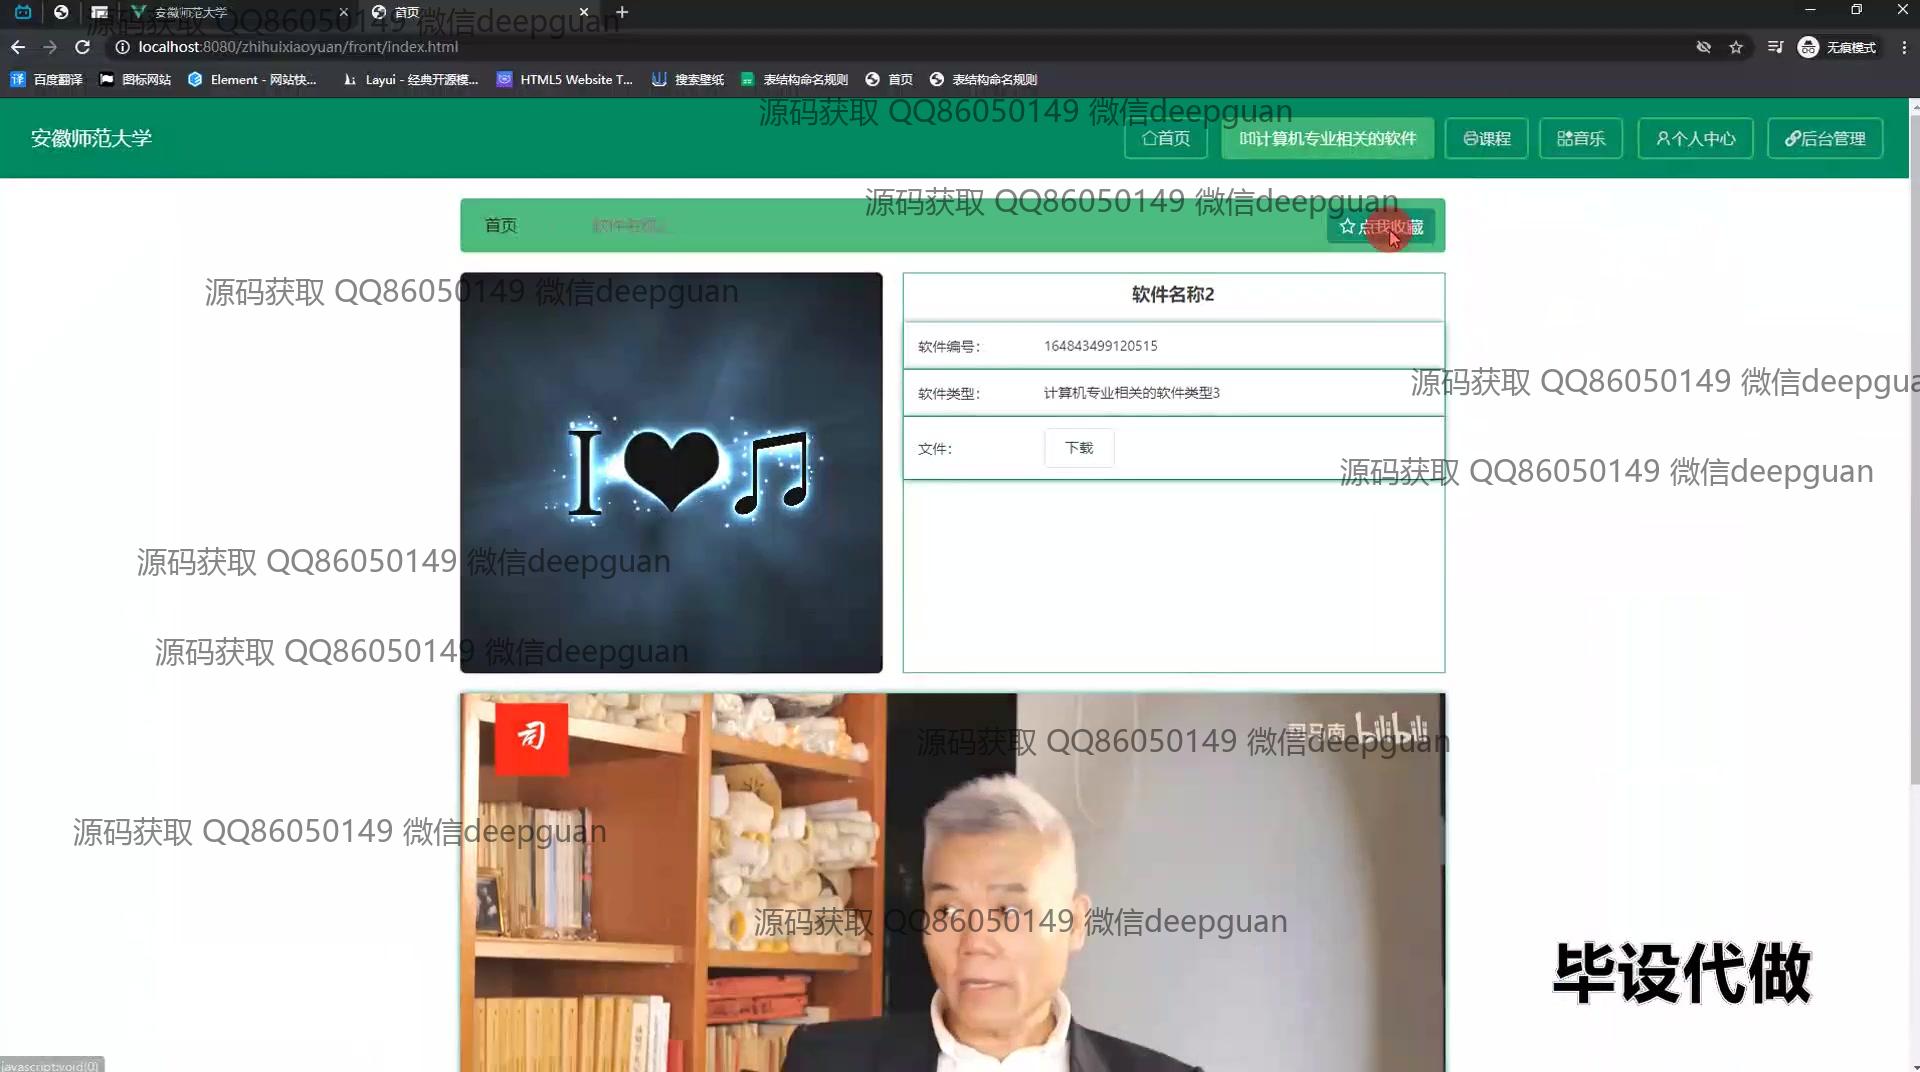 安徽师范大学
首页
localhost:8080/zhihuixiaoyuan/front/index.html
无痕模式
百度翻译
图标网站
Element - 网站快...
Layui - 经典开源模...
HTML5 Website T...
搜索壁纸
表结构命名规则
首页
表结构命名规则
源码获取 QQ86050149 微信deepguan
源码获取 QQ86050149 微信deepguan
安徽师范大学
首页
计算机专业相关的软件
课程
音乐
个人中心
后台管理
源码获取 QQ86050149 微信deepguan
首页
点我收藏
源码获取 QQ86050149 微信deepguan
软件名称2
软件编号：
164843499120515
软件类型：
计算机专业相关的软件类型3
源码获取 QQ86050149 微信deepgua
文件：
下载
源码获取 QQ86050149 微信deepguan
I
源码获取 QQ86050149 微信deepguan
源码获取 QQ86050149 微信deepguan
司
司马南 bilibili
源码获取 QQ86050149 微信deepguan
源码获取 QQ86050149 微信deepguan
源码获取 QQ86050149 微信deepguan
毕设代做
javascript:void(0)